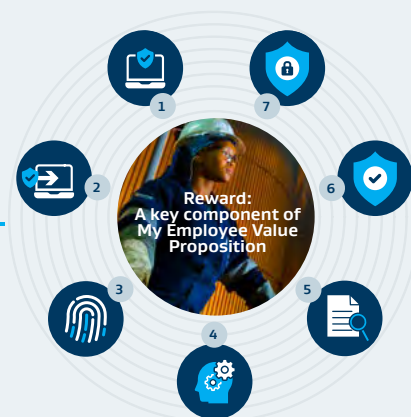 1
7
2
6
Reward:
A key component of
My Employee Value
Proposition
3
5
4